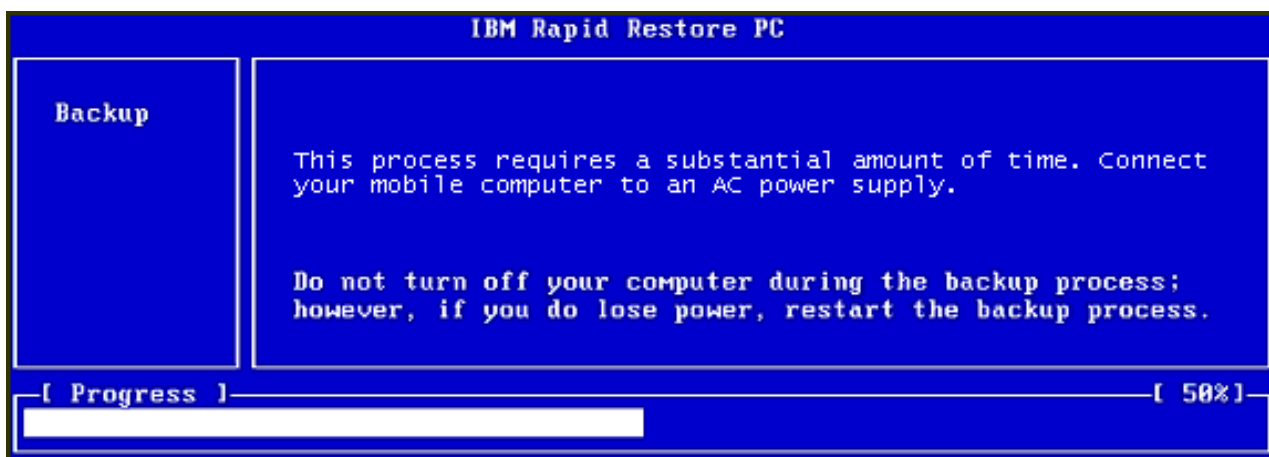 IBM Rapid Restore PC
Backup
This process requires a substantial amount of time. Connect
your mobile computer to an AC power supply.
Do not turn off your computer during the backup process;
however, if you do lose power, restart the backup process.
[ Progress ]
[ 50%]